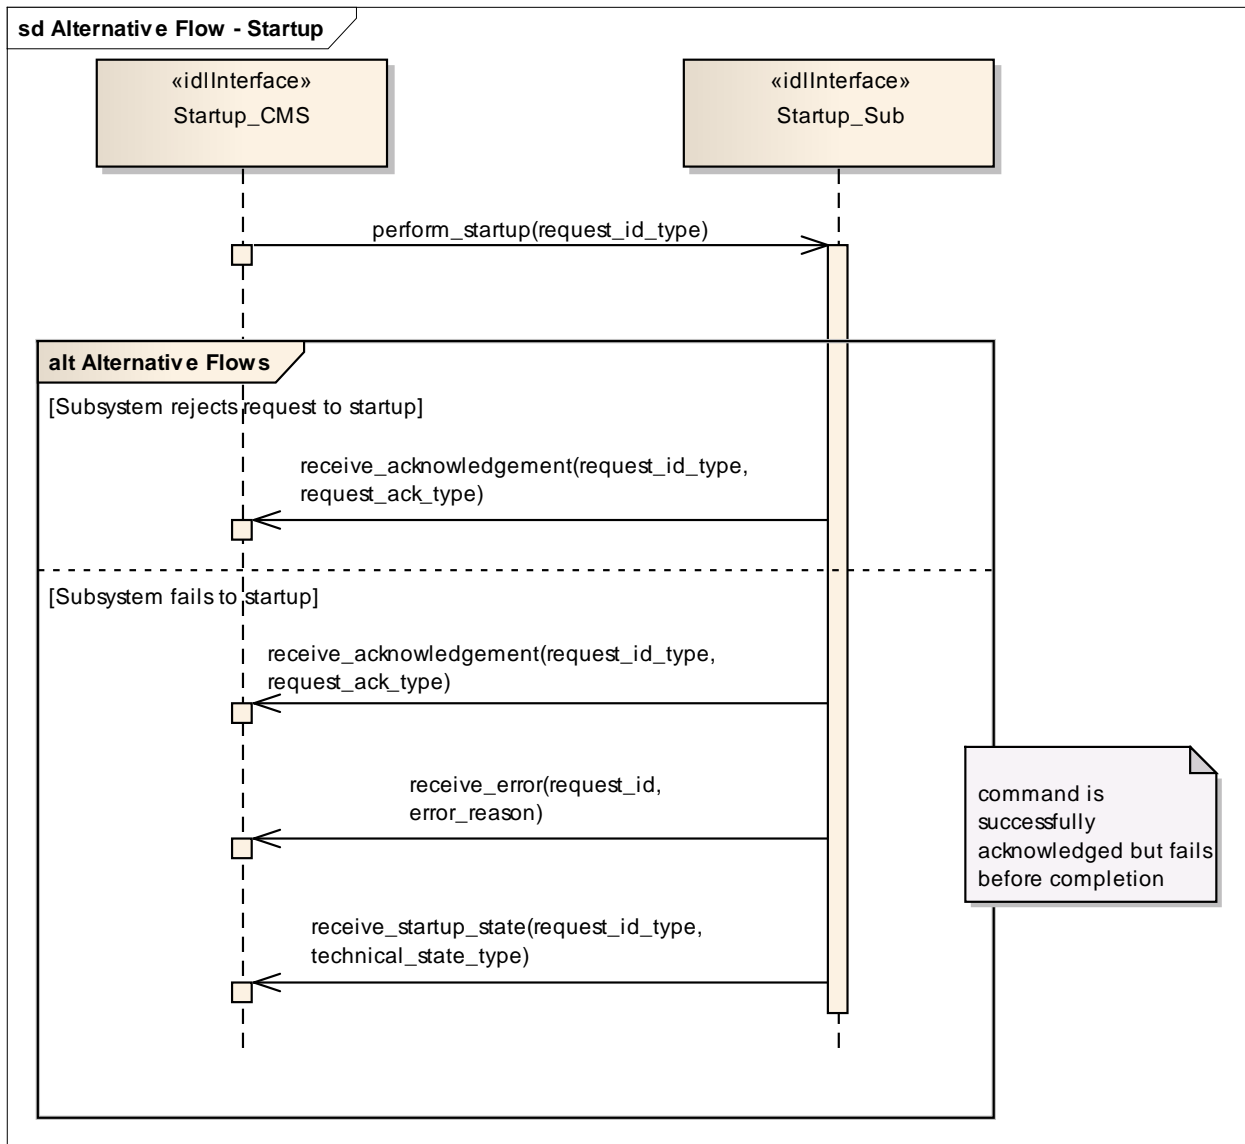 sd Alternative Flow - Startup
«idlInterface»
Startup_CMS
«idlInterface»
Startup_Sub
perform_startup(request_id_type)
alt Alternative Flows
[Subsystem rejects request to startup]
receive_acknowledgement(request_id_type,
request_ack_type)
[Subsystem fails to startup]
receive_acknowledgement(request_id_type,
request_ack_type)
receive_error(request_id,
error_reason)
command is
successfully
acknowledged but fails
before completion
receive_startup_state(request_id_type,
technical_state_type)